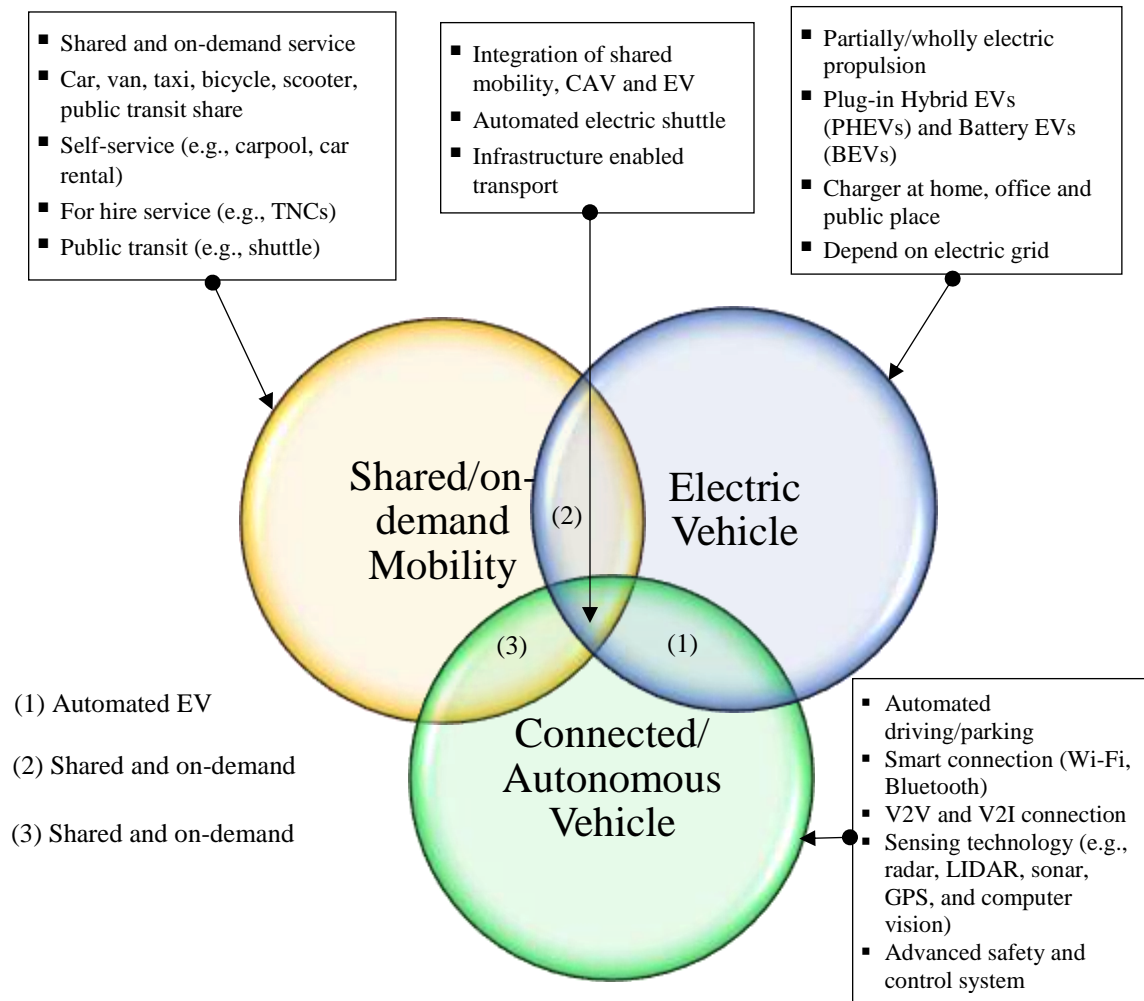 ▪ Shared and on-demand service
▪ Car, van, taxi, bicycle, scooter,
public transit share
▪ Self-service (e.g., carpool, car
rental)
▪ For hire service (e.g., TNCs)
▪ Public transit (e.g., shuttle)
▪ Integration of shared
mobility, CAV and EV
▪ Automated electric shuttle
▪ Infrastructure enabled
transport
▪ Partially/wholly electric
propulsion
▪ Plug-in Hybrid EVs
(PHEVs) and Battery EVs
(BEVs)
▪ Charger at home, office and
public place
▪ Depend on electric grid
Shared/on-
demand
Mobility
(2)
Electric
Vehicle
(3)
(1)
Connected/
Autonomous
Vehicle
(1) Automated EV
(2) Shared and on-demand
(3) Shared and on-demand
▪ Automated
driving/parking
▪ Smart connection (Wi-Fi,
Bluetooth)
▪ V2V and V2I connection
▪ Sensing technology (e.g.,
radar, LIDAR, sonar,
GPS, and computer
vision)
▪ Advanced safety and
control system